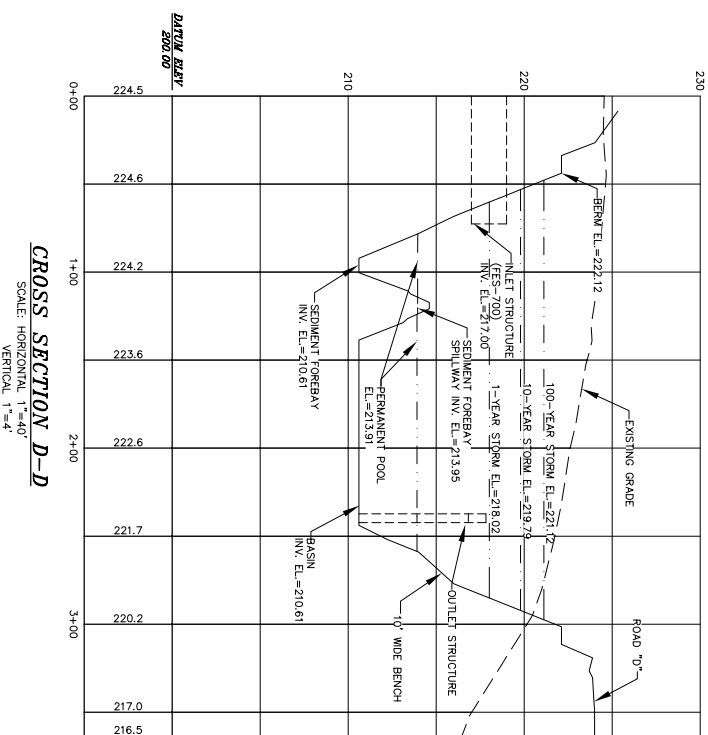 230
220
210
DATUM ELEV
200.00
0+00
1+00
2+00
3+00
224.5
224.6
224.2
223.6
222.6
221.7
220.2
217.0
216.5
BERM EL.=222.12
INLET STRUCTURE
(FES-700)
INV. EL.=217.00
EXISTING GRADE
100-YEAR STORM EL.=221.12
10-YEAR STORM EL.=219.79
1-YEAR STORM EL.=218.02
SEDIMENT FOREBAY
SPILLWAY INV. EL.=213.95
PERMANENT POOL
EL.=213.91
SEDIMENT FOREBAY
INV. EL.=210.61
ROAD "D"
OUTLET STRUCTURE
10' WIDE BENCH
BASIN
INV. EL.=210.61
CROSS SECTION D-D
SCALE: HORIZONTAL 1"=40'
VERTICAL 1"=4'